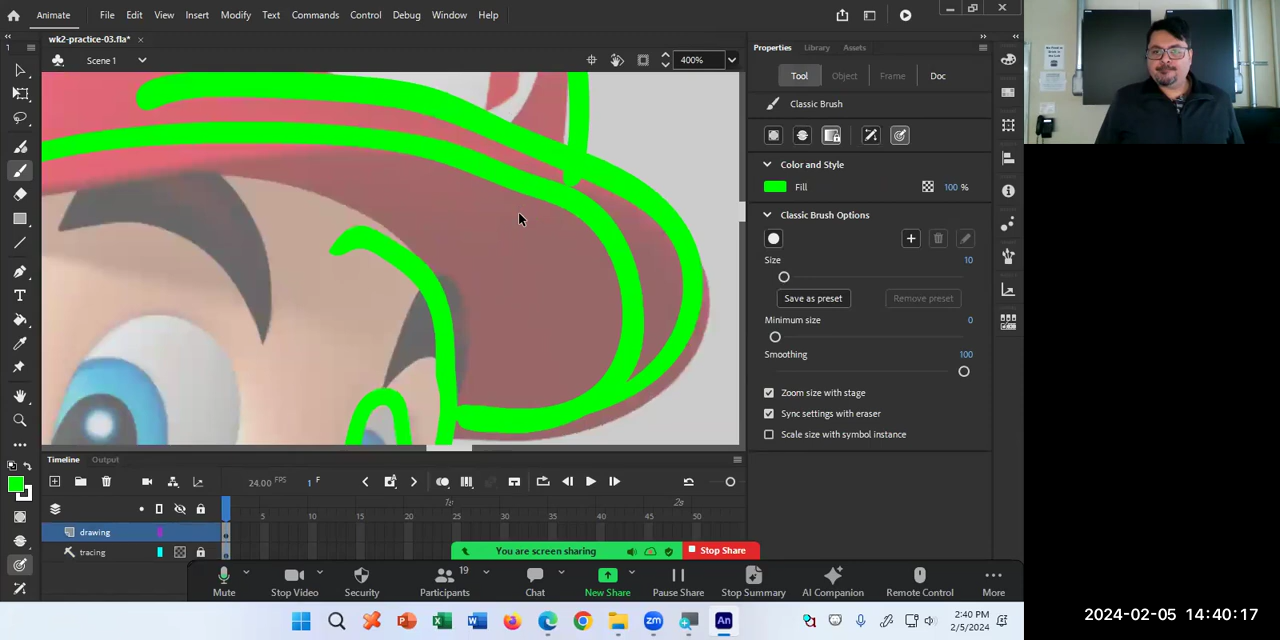 Animate File Edit View Insert Modify Text Commands Control Debug Window Help
wk2-practice-03.fla*
Scene 1
400%
Properties Library Assets
Tool Object Frame Doc
Classic Brush
Color and Style
Fill 100 %
Classic Brush Options
Size 10
Save as preset Remove preset
Minimum size 0
Smoothing 100
Zoom size with stage
Sync settings with eraser
Scale size with symbol instance
Timeline Output
24.00 FPS 1 F
1s 2s
5 10 15 20 25 30 35 40 45 50
drawing
tracing
You are screen sharing Stop Share
19
Mute Stop Video Security Participants Chat New Share Pause Share Stop Summary AI Companion Remote Control More
2:40 PM
2/5/2024
2024-02-05 14:40:17